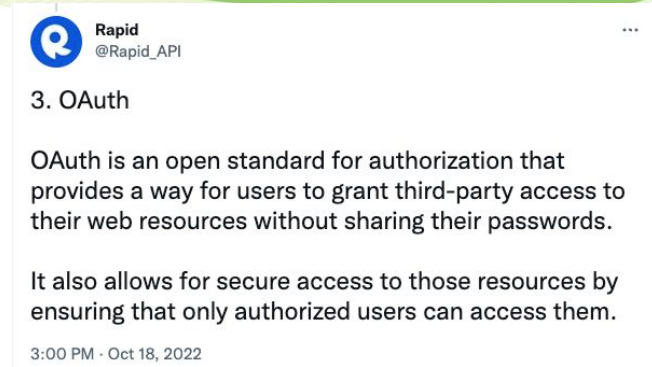 Rapid
@Rapid_API
3. OAuth
OAuth is an open standard for authorization that
provides a way for users to grant third-party access to
their web resources without sharing their passwords.
It also allows for secure access to those resources by
ensuring that only authorized users can access them.
3:00 PM · Oct 18, 2022